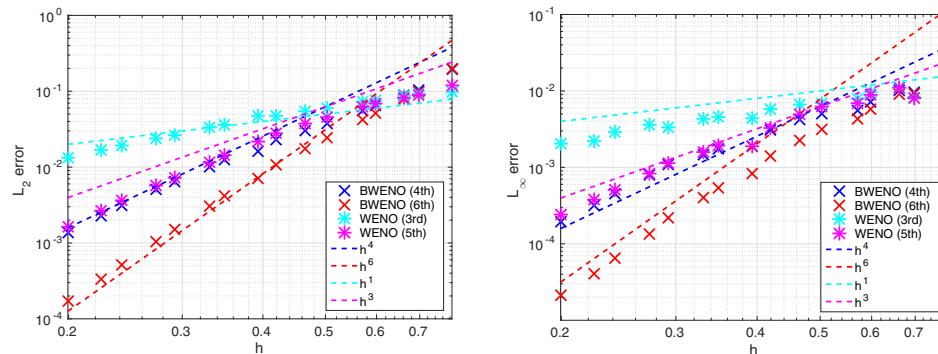 10^0
10^-1
10^-2
10^-3
10^-4
L_2 error
0.2
0.3
0.4
0.5
0.6
0.7
h
BWENO (4th)
BWENO (6th)
WENO (3rd)
WENO (5th)
h^4
h^6
h^1
h^3
10^-1
10^-2
10^-3
10^-4
10^-5
L_∞ error
0.2
0.3
0.4
0.5
0.6
0.7
h
BWENO (4th)
BWENO (6th)
WENO (3rd)
WENO (5th)
h^4
h^6
h^1
h^3